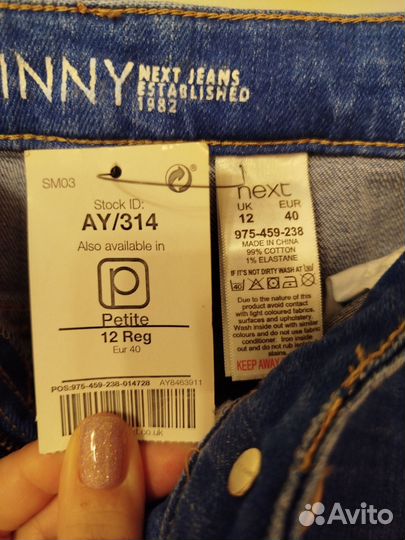 INNY
NEXT JEANS
ESTABLISHED
1982
SM03
Stock ID:
AY/314
Also available in
p
Petite
12 Reg
Eur 40
POS:975-459-238-014728 AY8463911
.co.uk
next
UK EUR
12 40
975-459-238
MADE IN CHINA
99% COTTON
1% ELASTANE
IF IT'S NOT DIRTY WASH AT
Due to the nature of this
product avoid contact with
light coloured fabrics,
surfaces and upholstery.
Wash inside out with similar
colours and do not use fabric
conditioner. Iron inside
out and do not rub level
stains.
KEEP AWAY
Avito